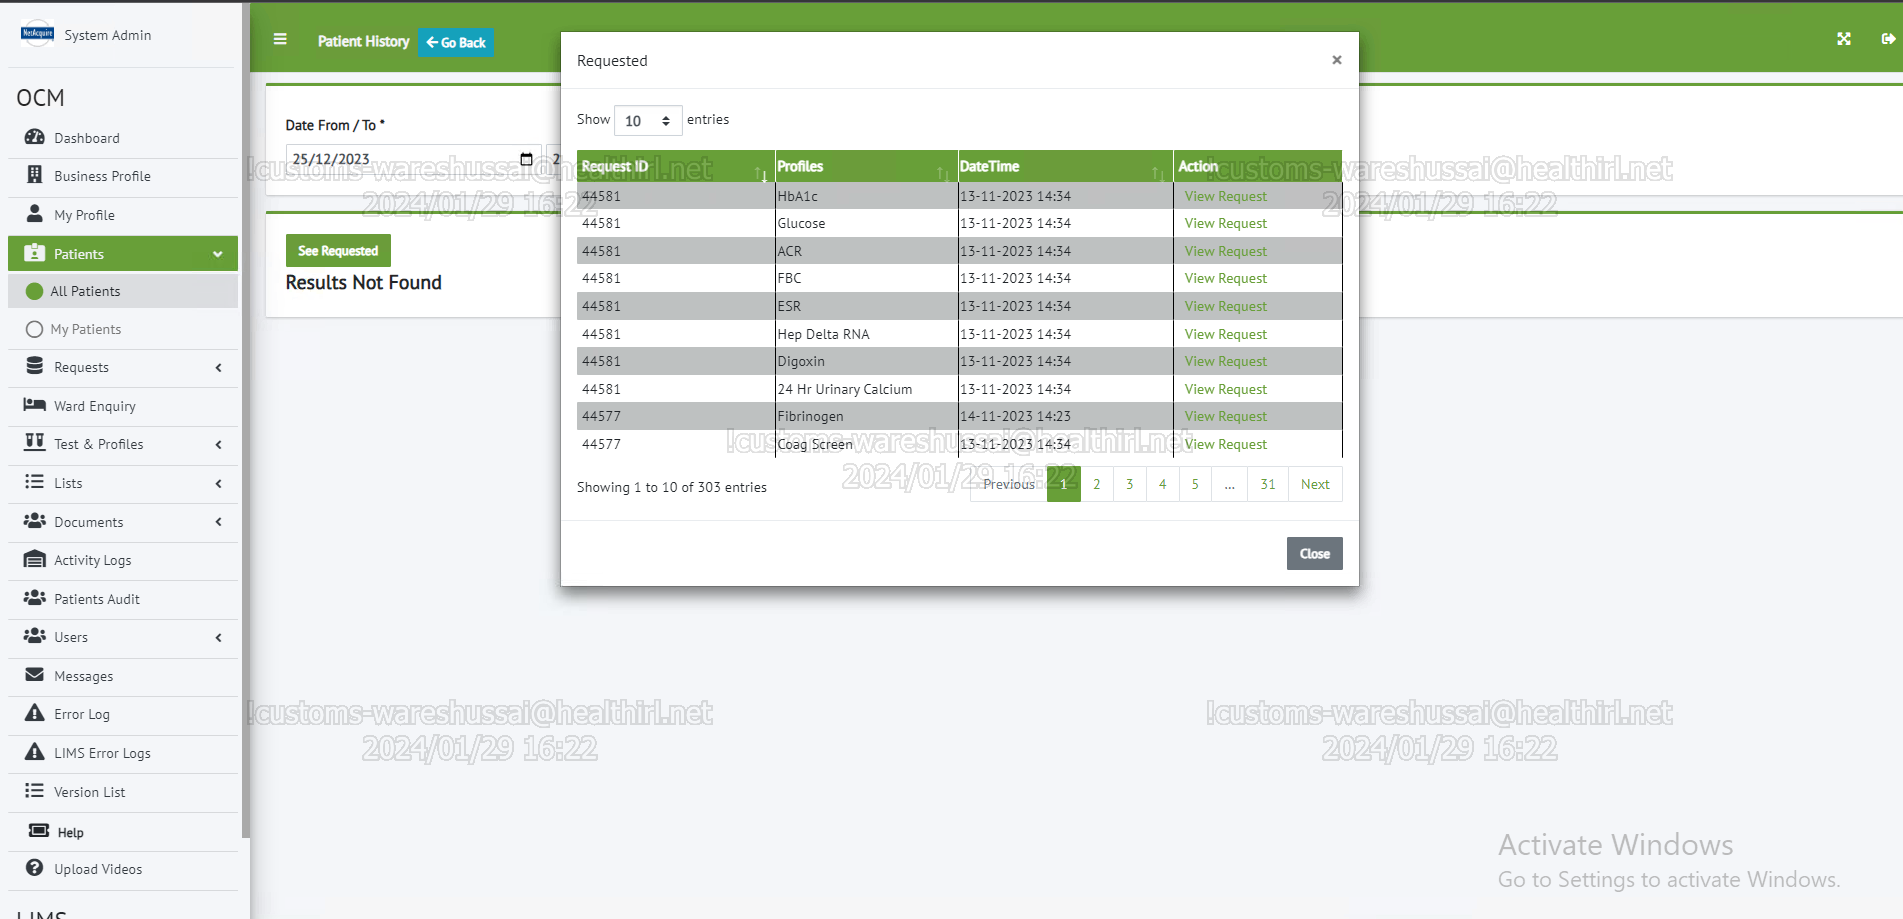 NetAcquire
System Admin
OCM
Dashboard
Business Profile
My Profile
Patients
All Patients
My Patients
Requests
Ward Enquiry
Test & Profiles
Lists
Documents
Activity Logs
Patients Audit
Users
Messages
Error Log
LIMS Error Logs
Version List
Help
Upload Videos
LIMS
Patient History
Go Back
Date From / To *
25/12/2023
2
See Requested
Results Not Found
Requested
×
Show 10 entries
Request ID Profiles DateTime Action
44581 HbA1c 13-11-2023 14:34 View Request
44581 Glucose 13-11-2023 14:34 View Request
44581 ACR 13-11-2023 14:34 View Request
44581 FBC 13-11-2023 14:34 View Request
44581 ESR 13-11-2023 14:34 View Request
44581 Hep Delta RNA 13-11-2023 14:34 View Request
44581 Digoxin 13-11-2023 14:34 View Request
44581 24 Hr Urinary Calcium 13-11-2023 14:34 View Request
44577 Fibrinogen 14-11-2023 14:23 View Request
44577 Coag Screen 13-11-2023 14:34 View Request
Showing 1 to 10 of 303 entries
Previous 1 2 3 4 5 ... 31 Next
Close
!customs-wareshussai@healthirl.net
2024/01/29 16:22
!customs-wareshussai@healthirl.net
2024/01/29 16:22
!customs-wareshussai@healthirl.net
2024/01/29 16:22
!customs-wareshussai@healthirl.net
2024/01/29 16:22
!customs-wareshussai@healthirl.net
2024/01/29 16:22
Activate Windows
Go to Settings to activate Windows.